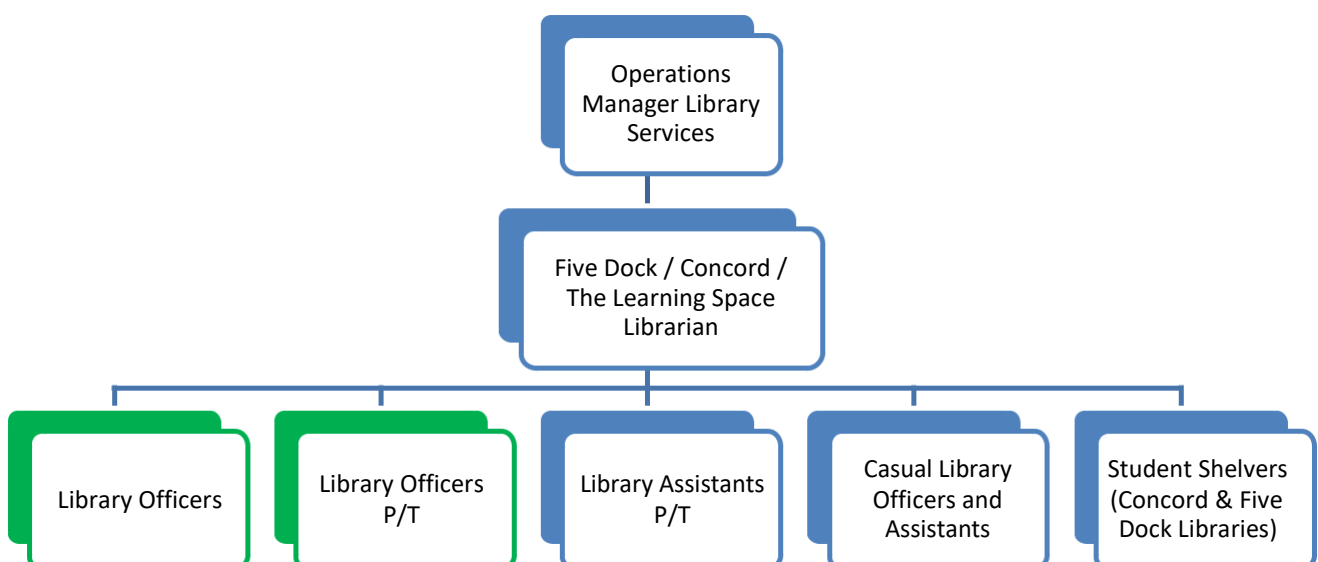 Operations
Manager Library
Services
Five Dock / Concord /
The Learning Space
Librarian
Library Officers
Library Officers
P/T
Library Assistants
P/T
Casual Library
Officers and
Assistants
Student Shelvers
(Concord & Five
Dock Libraries)